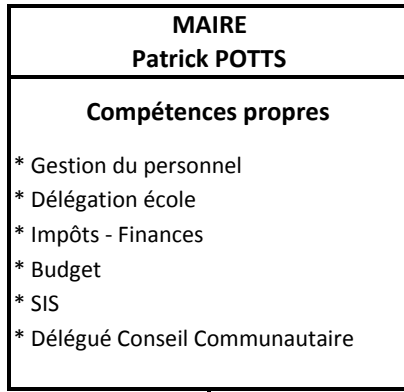 MAIRE
Patrick POTTS
Compétences propres
* Gestion du personnel
* Délégation école
* Impôts - Finances
* Budget
* SIS
* Délégué Conseil Communautaire